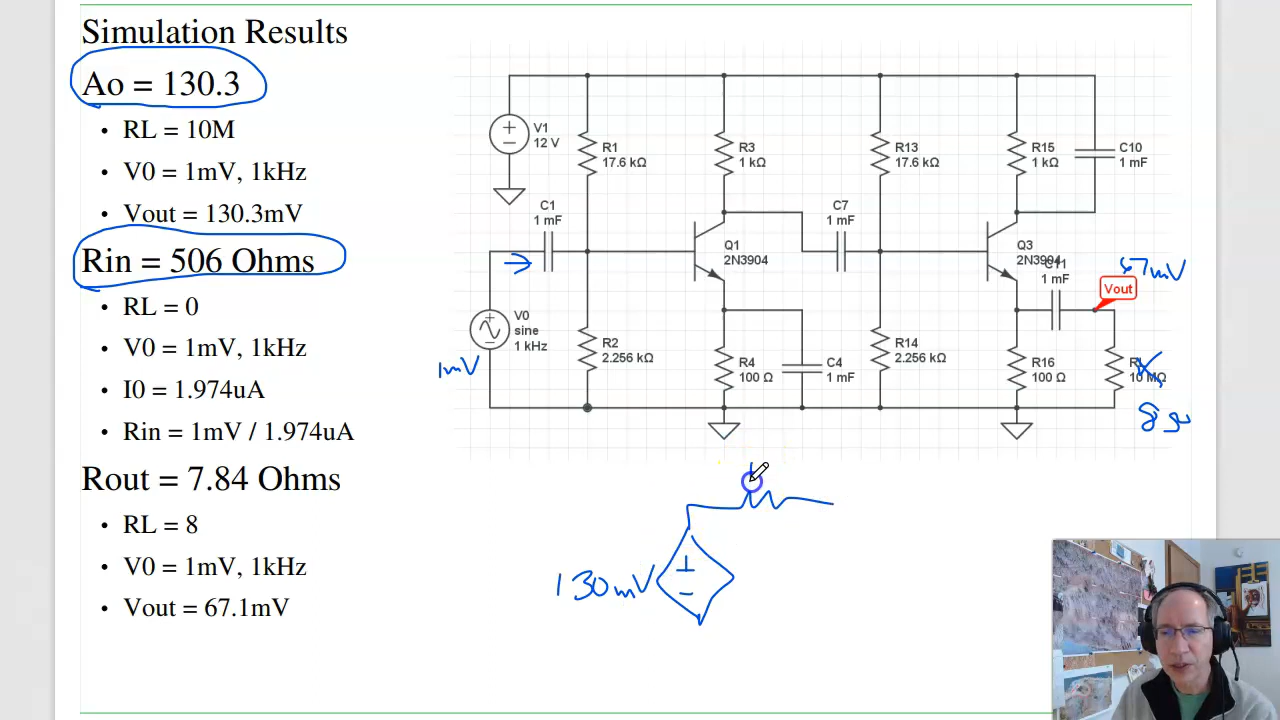 Simulation Results
Ao = 130.3
• RL = 10M
• V0 = 1mV, 1kHz
• Vout = 130.3mV
Rin = 506 Ohms
• RL = 0
• V0 = 1mV, 1kHz
• I0 = 1.974uA
• Rin = 1mV / 1.974uA
Rout = 7.84 Ohms
• RL = 8
• V0 = 1mV, 1kHz
• Vout = 67.1mV
+
−
V1
12 V
R1
17.6 kΩ
R3
1 kΩ
R13
17.6 kΩ
R15
1 kΩ
C10
1 mF
C1
1 mF
C7
1 mF
Q1
2N3904
Q3
2N3904
C11
1 mF
67mV
Vout
V0
sine
1 kHz
1mV
R2
2.256 kΩ
R4
100 Ω
C4
1 mF
R14
2.256 kΩ
R16
100 Ω
10 MΩ
8
130mV
+
−